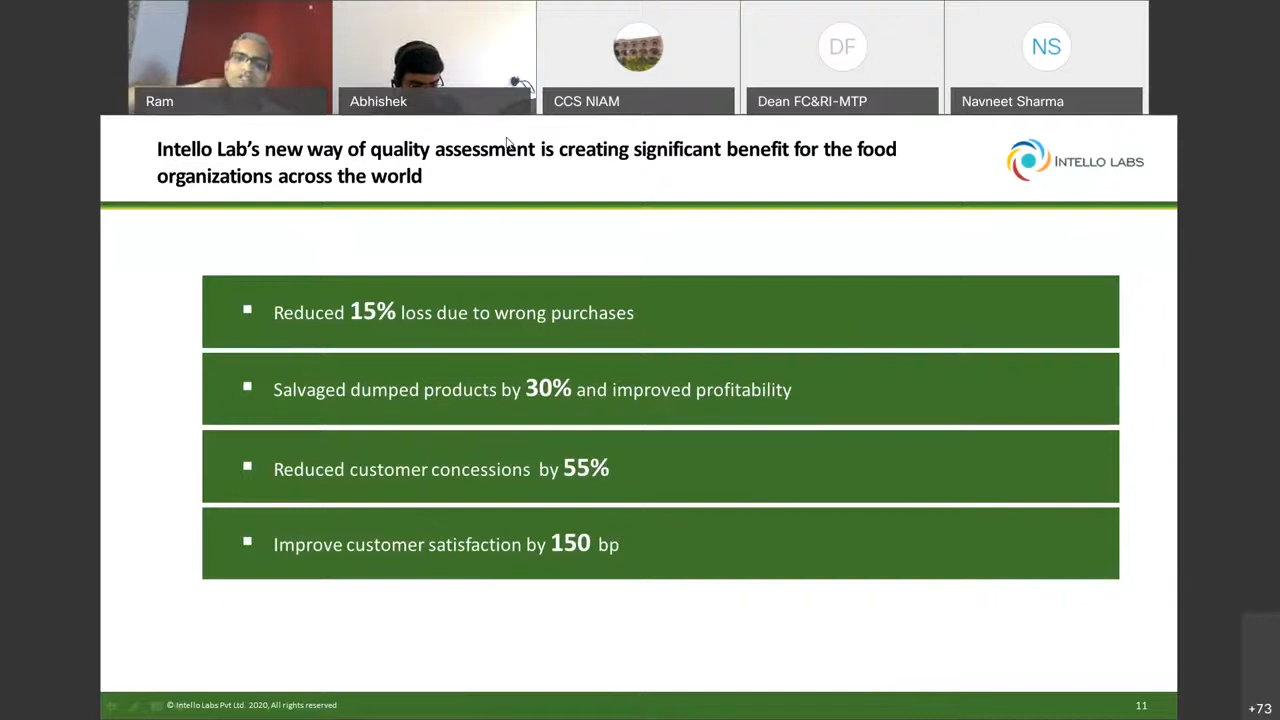 Ram
Abhishek
CCS NIAM
DF
Dean FC&RI-MTP
NS
Navneet Sharma
Intello Lab's new way of quality assessment is creating significant benefit for the food
organizations across the world
INTELLO LABS
▪ Reduced 15% loss due to wrong purchases
▪ Salvaged dumped products by 30% and improved profitability
▪ Reduced customer concessions by 55%
▪ Improve customer satisfaction by 150 bp
© Intello Labs Pvt Ltd. 2020, All rights reserved
11
+73